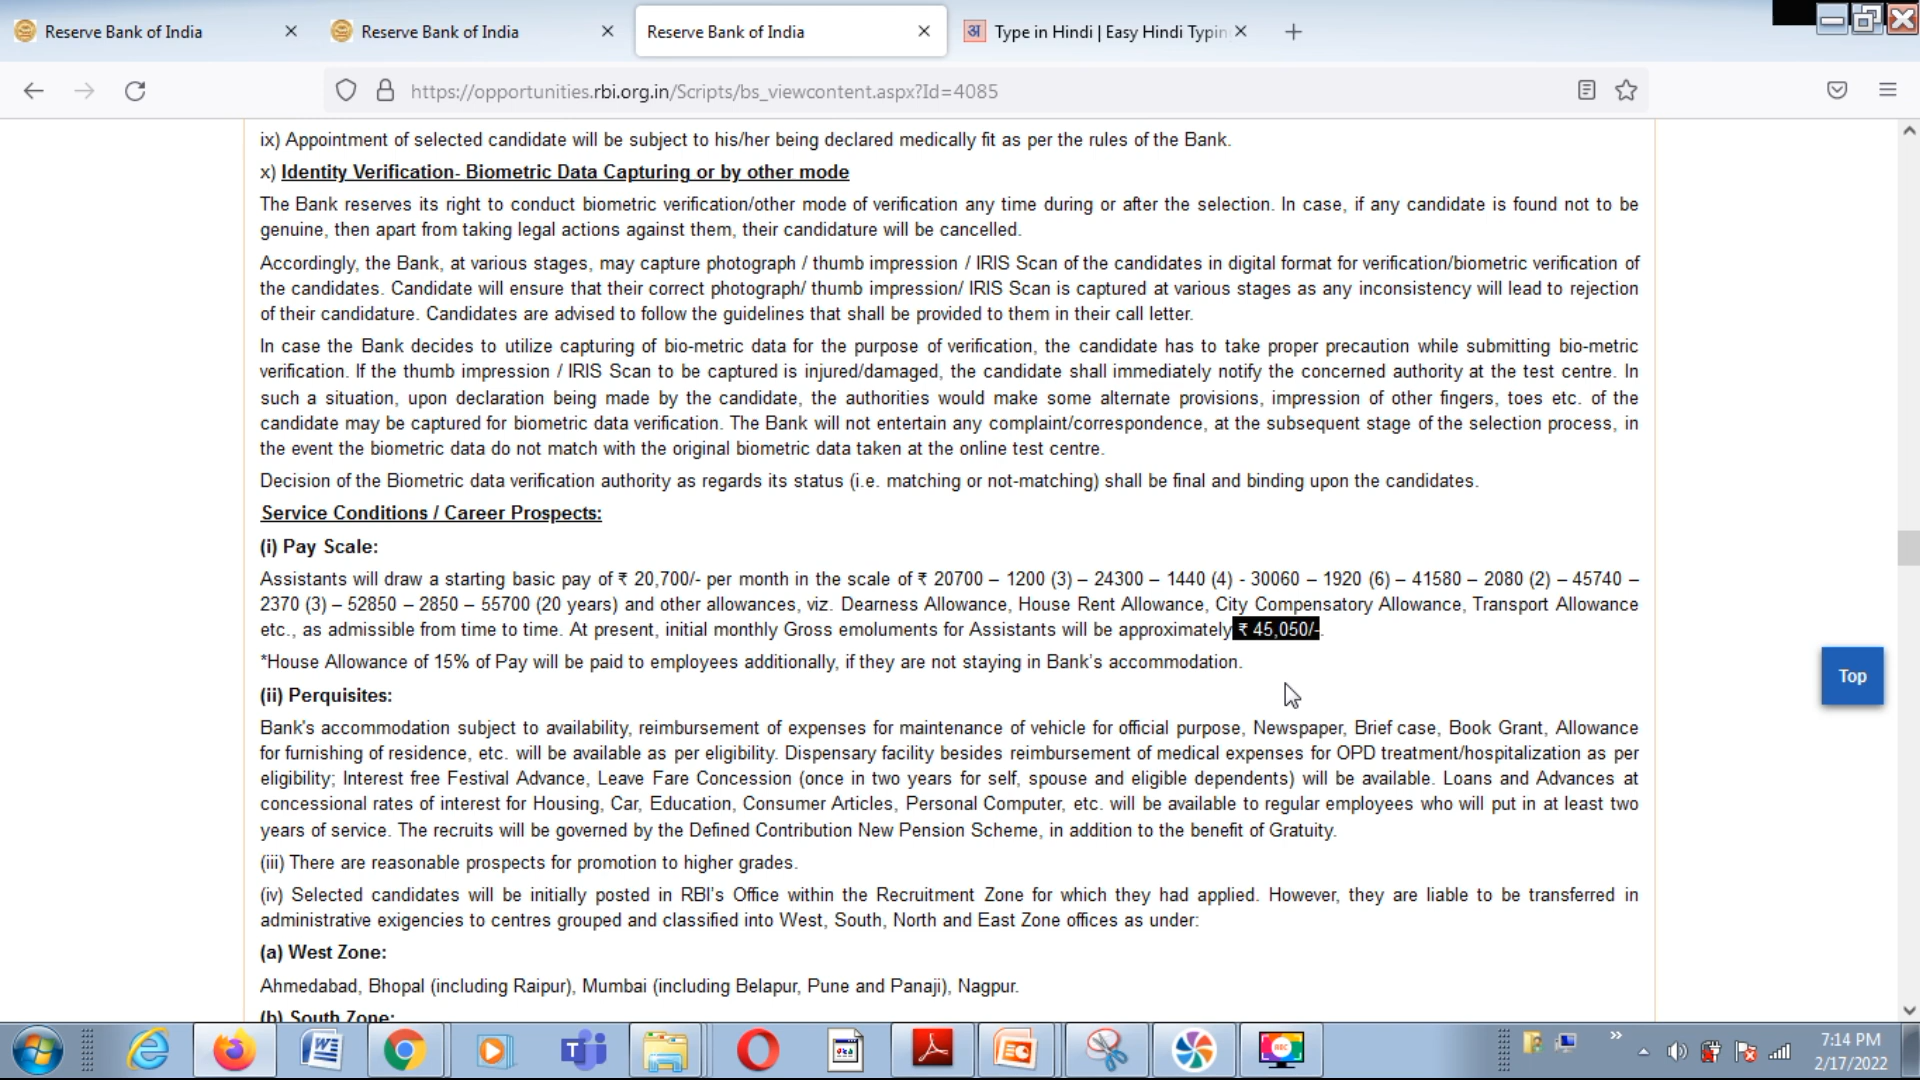 Reserve Bank of India
Reserve Bank of India
Reserve Bank of India
अ Type in Hindi | Easy Hindi Typin
https://opportunities.rbi.org.in/Scripts/bs_viewcontent.aspx?Id=4085
ix) Appointment of selected candidate will be subject to his/her being declared medically fit as per the rules of the Bank.
x) Identity Verification- Biometric Data Capturing or by other mode
The Bank reserves its right to conduct biometric verification/other mode of verification any time during or after the selection. In case, if any candidate is found not to be
genuine, then apart from taking legal actions against them, their candidature will be cancelled.
Accordingly, the Bank, at various stages, may capture photograph / thumb impression / IRIS Scan of the candidates in digital format for verification/biometric verification of
the candidates. Candidate will ensure that their correct photograph/ thumb impression/ IRIS Scan is captured at various stages as any inconsistency will lead to rejection
of their candidature. Candidates are advised to follow the guidelines that shall be provided to them in their call letter.
In case the Bank decides to utilize capturing of bio-metric data for the purpose of verification, the candidate has to take proper precaution while submitting bio-metric
verification. If the thumb impression / IRIS Scan to be captured is injured/damaged, the candidate shall immediately notify the concerned authority at the test centre. In
such a situation, upon declaration being made by the candidate, the authorities would make some alternate provisions, impression of other fingers, toes etc. of the
candidate may be captured for biometric data verification. The Bank will not entertain any complaint/correspondence, at the subsequent stage of the selection process, in
the event the biometric data do not match with the original biometric data taken at the online test centre.
Decision of the Biometric data verification authority as regards its status (i.e. matching or not-matching) shall be final and binding upon the candidates.
Service Conditions / Career Prospects:
(i) Pay Scale:
Assistants will draw a starting basic pay of ₹ 20,700/- per month in the scale of ₹ 20700 – 1200 (3) – 24300 – 1440 (4) - 30060 – 1920 (6) – 41580 – 2080 (2) – 45740 –
2370 (3) – 52850 – 2850 – 55700 (20 years) and other allowances, viz. Dearness Allowance, House Rent Allowance, City Compensatory Allowance, Transport Allowance
etc., as admissible from time to time. At present, initial monthly Gross emoluments for Assistants will be approximately ₹ 45,050/-.
*House Allowance of 15% of Pay will be paid to employees additionally, if they are not staying in Bank's accommodation.
Top
(ii) Perquisites:
Bank's accommodation subject to availability, reimbursement of expenses for maintenance of vehicle for official purpose, Newspaper, Brief case, Book Grant, Allowance
for furnishing of residence, etc. will be available as per eligibility. Dispensary facility besides reimbursement of medical expenses for OPD treatment/hospitalization as per
eligibility; Interest free Festival Advance, Leave Fare Concession (once in two years for self, spouse and eligible dependents) will be available. Loans and Advances at
concessional rates of interest for Housing, Car, Education, Consumer Articles, Personal Computer, etc. will be available to regular employees who will put in at least two
years of service. The recruits will be governed by the Defined Contribution New Pension Scheme, in addition to the benefit of Gratuity.
(iii) There are reasonable prospects for promotion to higher grades.
(iv) Selected candidates will be initially posted in RBI's Office within the Recruitment Zone for which they had applied. However, they are liable to be transferred in
administrative exigencies to centres grouped and classified into West, South, North and East Zone offices as under:
(a) West Zone:
Ahmedabad, Bhopal (including Raipur), Mumbai (including Belapur, Pune and Panaji), Nagpur.
(b) South Zone:
7:14 PM
2/17/2022